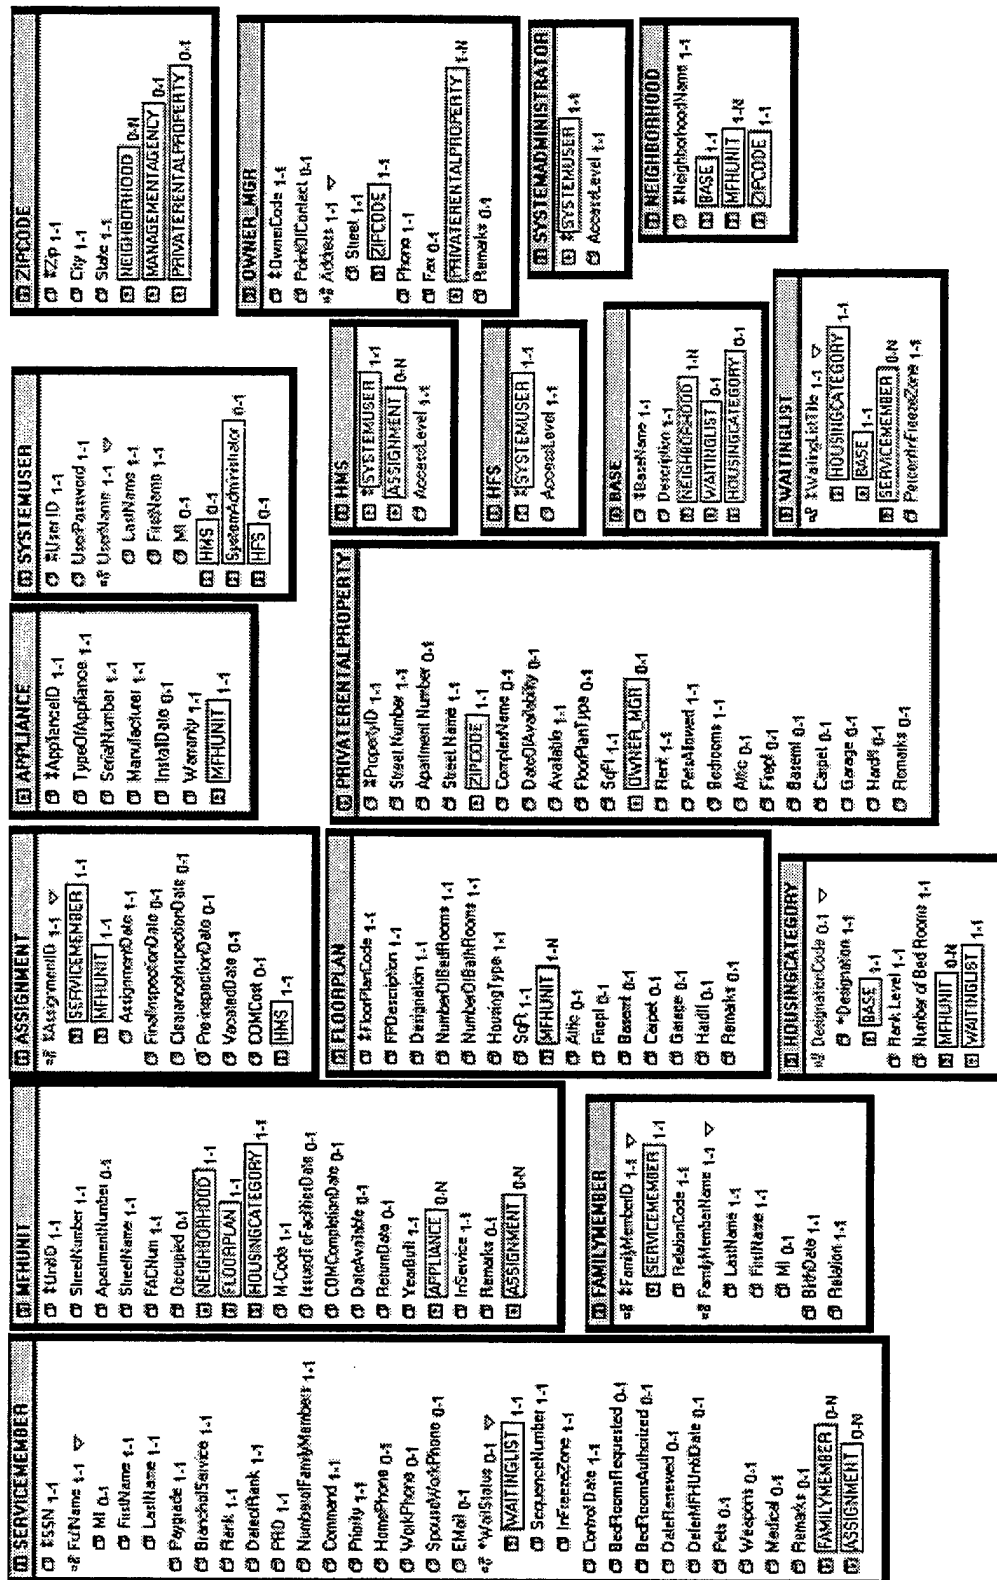 SERVICEMEMBER
‡SSN 1-1
FullName 1-1 ▽
MI 0-1
FirstName 1-1
LastName 1-1
Paygrade 1-1
BranchofService 1-1
Rank 1-1
DateofRank 1-1
PRD 1-1
NumberofFamilyMembers 1-1
Command 1-1
Priority 1-1
HomePhone 0-1
WorkPhone 0-1
SpouseWorkPhone 0-1
EMail 0-1
*WaitStatus 0-1 ▽
WAITINGLIST 1-1
SequenceNumber 1-1
InFreezeZone 1-1
Control Date 1-1
BedRoomsRequested 0-1
BedRoomsAuthorized 0-1
DateRenewed 0-1
DeferMFHUntilDate 0-1
Pets 0-1
Weapons 0-1
Medical 0-1
Remarks 0-1
FAMILYMEMBER 0-N
ASSIGNMENT 0-N
MFHUNIT
‡UnitID 1-1
StreetNumber 1-1
ApartmentNumber 0-1
StreetName 1-1
FACNum 1-1
Occupied 0-1
NEIGHBORHOOD 1-1
FLOORPLAN 1-1
HOUSINGCATEGORY 1-1
M-Code 1-1
IssuedToFacilitiesDate 0-1
COMCompletionDate 0-1
DateAvailable 0-1
ReturnDate 0-1
YearBuilt 1-1
APPLIANCE 0-N
InService 1-1
Remarks 0-1
ASSIGNMENT 0-N
FAMILYMEMBER
‡FamilyMemberID 1-1 ▽
SERVICEMEMBER 1-1
RelationCode 1-1
FamilyMemberName 1-1 ▽
LastName 1-1
FirstName 1-1
MI 0-1
BirthDate 1-1
Relation 1-1
ASSIGNMENT
‡AssignmentID 1-1 ▽
SERVICEMEMBER 1-1
MFHUNIT 1-1
AssignmentDate 1-1
FinalInspectionDate 0-1
ClearanceInspectionDate 0-1
PreinspectionDate 0-1
VacatedDate 0-1
COMCost 0-1
HMS 1-1
FLOORPLAN
‡FloorPlanCode 1-1
FPDescription 1-1
Designation 1-1
NumberOfBedRooms 1-1
NumberOfBathRooms 1-1
HousingType 1-1
SqFt 1-1
MFHUNIT 1-N
Attic 0-1
Firepl 0-1
Basemt 0-1
Carpet 0-1
Garage 0-1
Hardfl 0-1
Remarks 0-1
HOUSINGCATEGORY
DesignationCode 0-1 ▽
*Designation 1-1
BASE 1-1
Rank Level 1-1
Number of Bed Rooms 1-1
MFHUNIT 0-N
WAITINGLIST 1-1
APPLIANCE
‡ApplianceID 1-1
TypeOfAppliance 1-1
SerialNumber 1-1
Manufacturer 1-1
InstallDate 0-1
Warranty 1-1
MFHUNIT 1-1
PRIVATERENTALPROPERTY
‡PropertyID 1-1
Street Number 1-1
Apartment Number 0-1
Street Name 1-1
ZIPCODE 1-1
ComplexName 0-1
DateOfAvailability 0-1
Available 1-1
FloorPlanType 0-1
SqFt 1-1
OWNER_MGR 0-1
Rent 1-1
PetsAllowed 1-1
Bedrooms 0-1
Attic 0-1
Firepl 0-1
Basemt 0-1
Carpet 0-1
Garage 0-1
Hardfl 0-1
Remarks 0-1
SYSTEMUSER
‡UserID 1-1
UserPassword 1-1
UserName 1-1 ▽
LastName 1-1
FirstName 1-1
MI 0-1
HMS 0-1
SystemAdministrator 0-1
HFS 0-1
HMS
‡SYSTEMUSER 1-1
ASSIGNMENT 0-N
AccessLevel 1-1
HFS
‡SYSTEMUSER 1-1
AccessLevel 1-1
BASE
‡BaseName 1-1
Description 1-1
NEIGHBORHOOD 1-N
WAITINGLIST 0-1
HOUSINGCATEGORY 0-1
WAITINGLIST
‡WaitingListTitle 1-1 ▽
HOUSINGCATEGORY 1-1
BASE 1-1
SERVICEMEMBER 0-N
PercentInFreezeZone 1-1
ZIPCODE
‡Zip 1-1
City 1-1
State 1-1
NEIGHBORHOOD 0-N
MANAGEMENTAGENCY 0-1
PRIVATERENTALPROPERTY 0-1
OWNER_MGR
‡OwnerCode 1-1
PointOfContact 0-1
Address 1-1 ▽
Street 1-1
ZIPCODE 1-1
Phone 1-1
Fax 0-1
PRIVATERENTALPROPERTY 1-N
Remarks 0-1
SYSTEMADMINISTRATOR
‡SYSTEMUSER 1-1
AccessLevel 1-1
NEIGHBORHOOD
‡NeighborhoodName 1-1
BASE 1-1
MFHUNIT 1-N
ZIPCODE 1-1